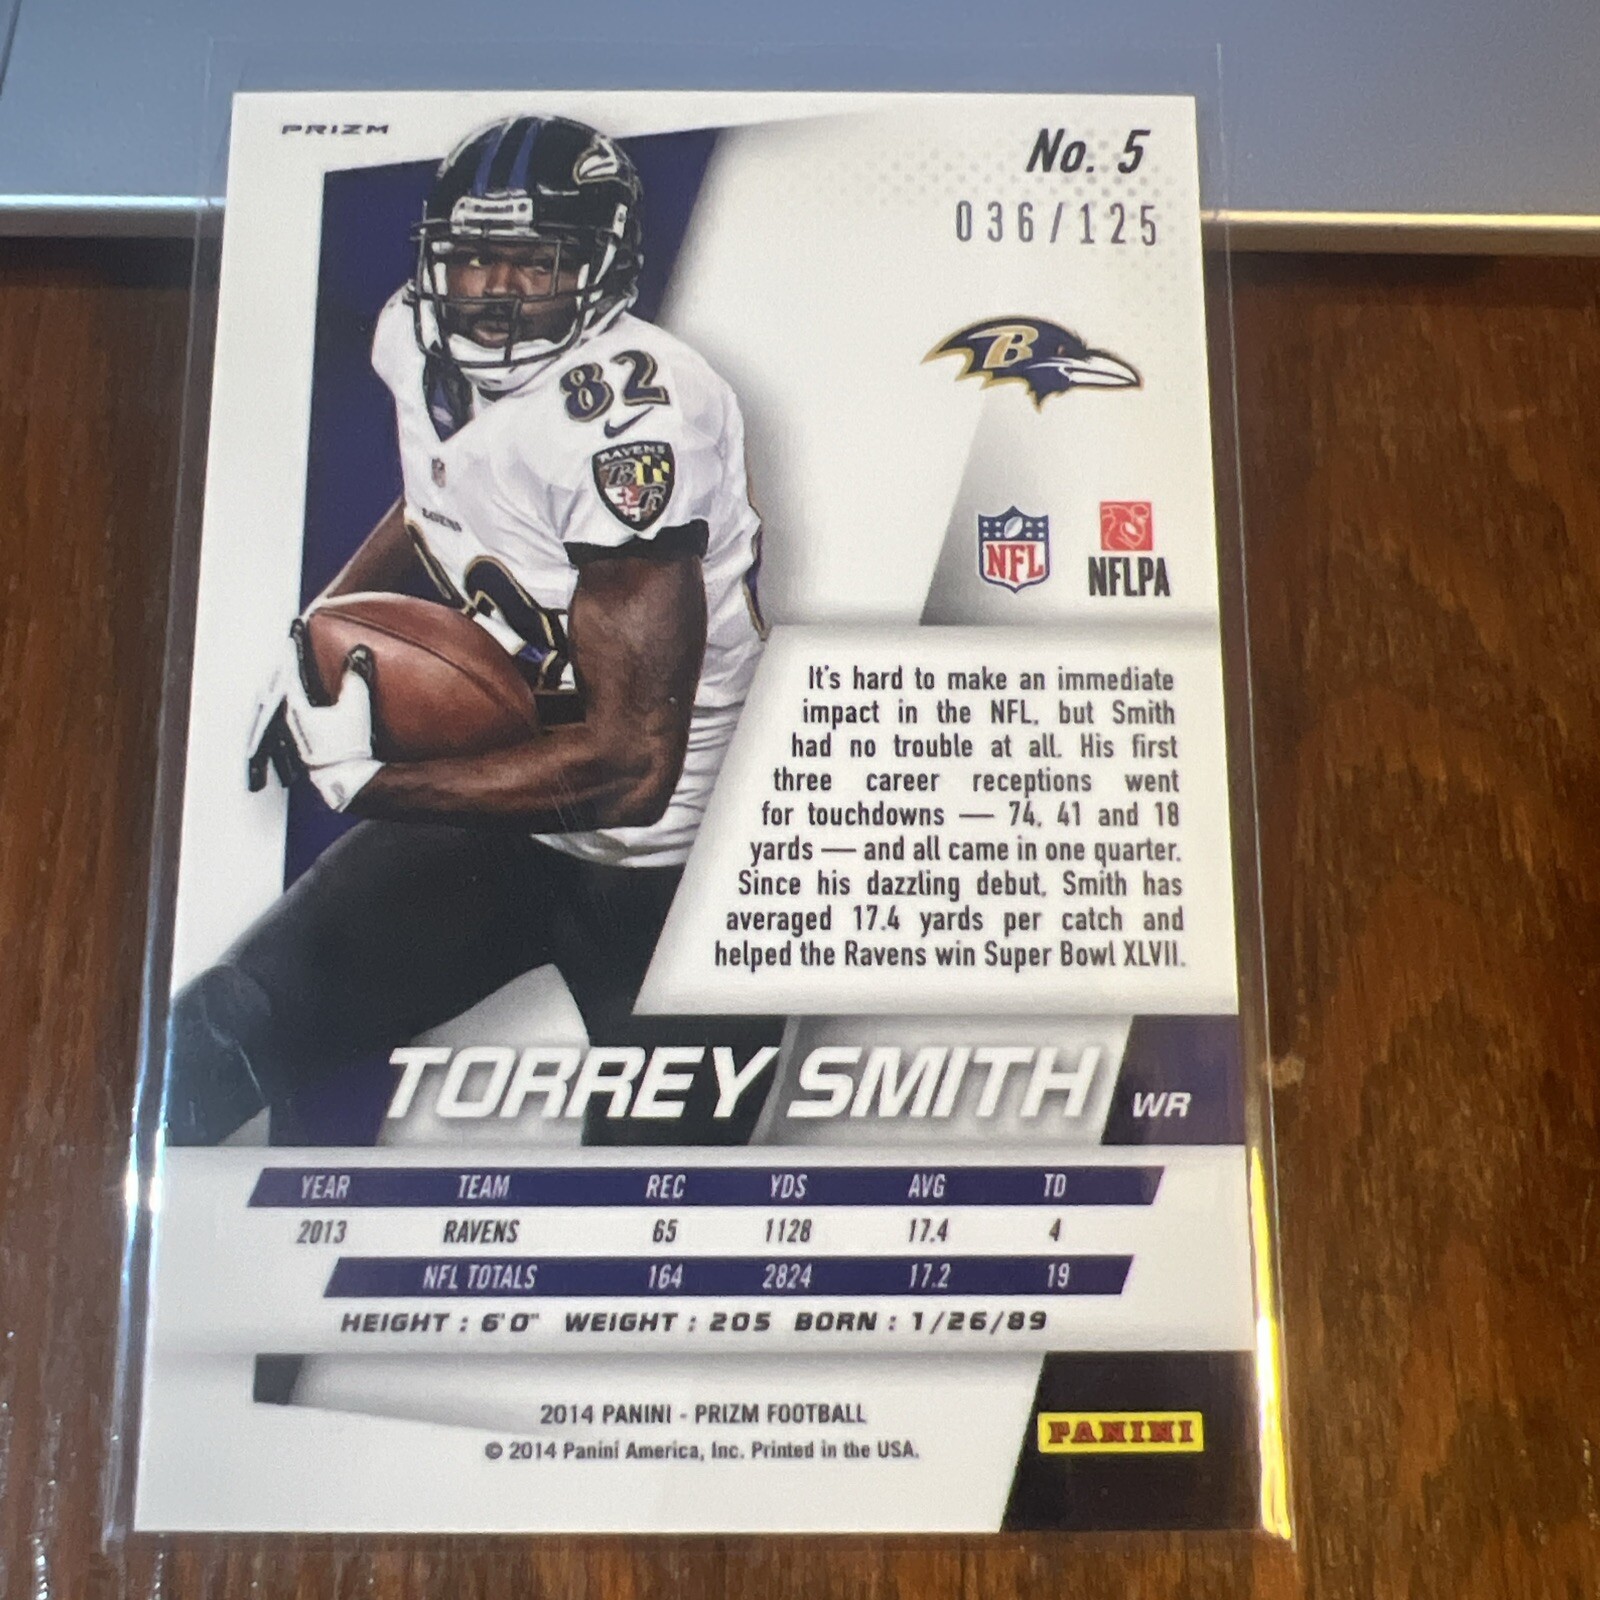 PRIZM
No. 5
036/125
B
Riddell
82
RAVENS
B
R
RAVENS
82
NFL
NFLPA
It's hard to make an immediate
impact in the NFL, but Smith
had no trouble at all. His first
three career receptions went
for touchdowns — 74, 41 and 18
yards — and all came in one quarter.
Since his dazzling debut, Smith has
averaged 17.4 yards per catch and
helped the Ravens win Super Bowl XLVII.
TORREY SMITH WR
YEAR TEAM REC YDS AVG TD
2013 RAVENS 65 1128 17.4 4
NFL TOTALS 164 2824 17.2 19
HEIGHT : 6'0" WEIGHT : 205 BORN : 1/26/89
2014 PANINI - PRIZM FOOTBALL
© 2014 Panini America, Inc. Printed in the USA.
PANINI